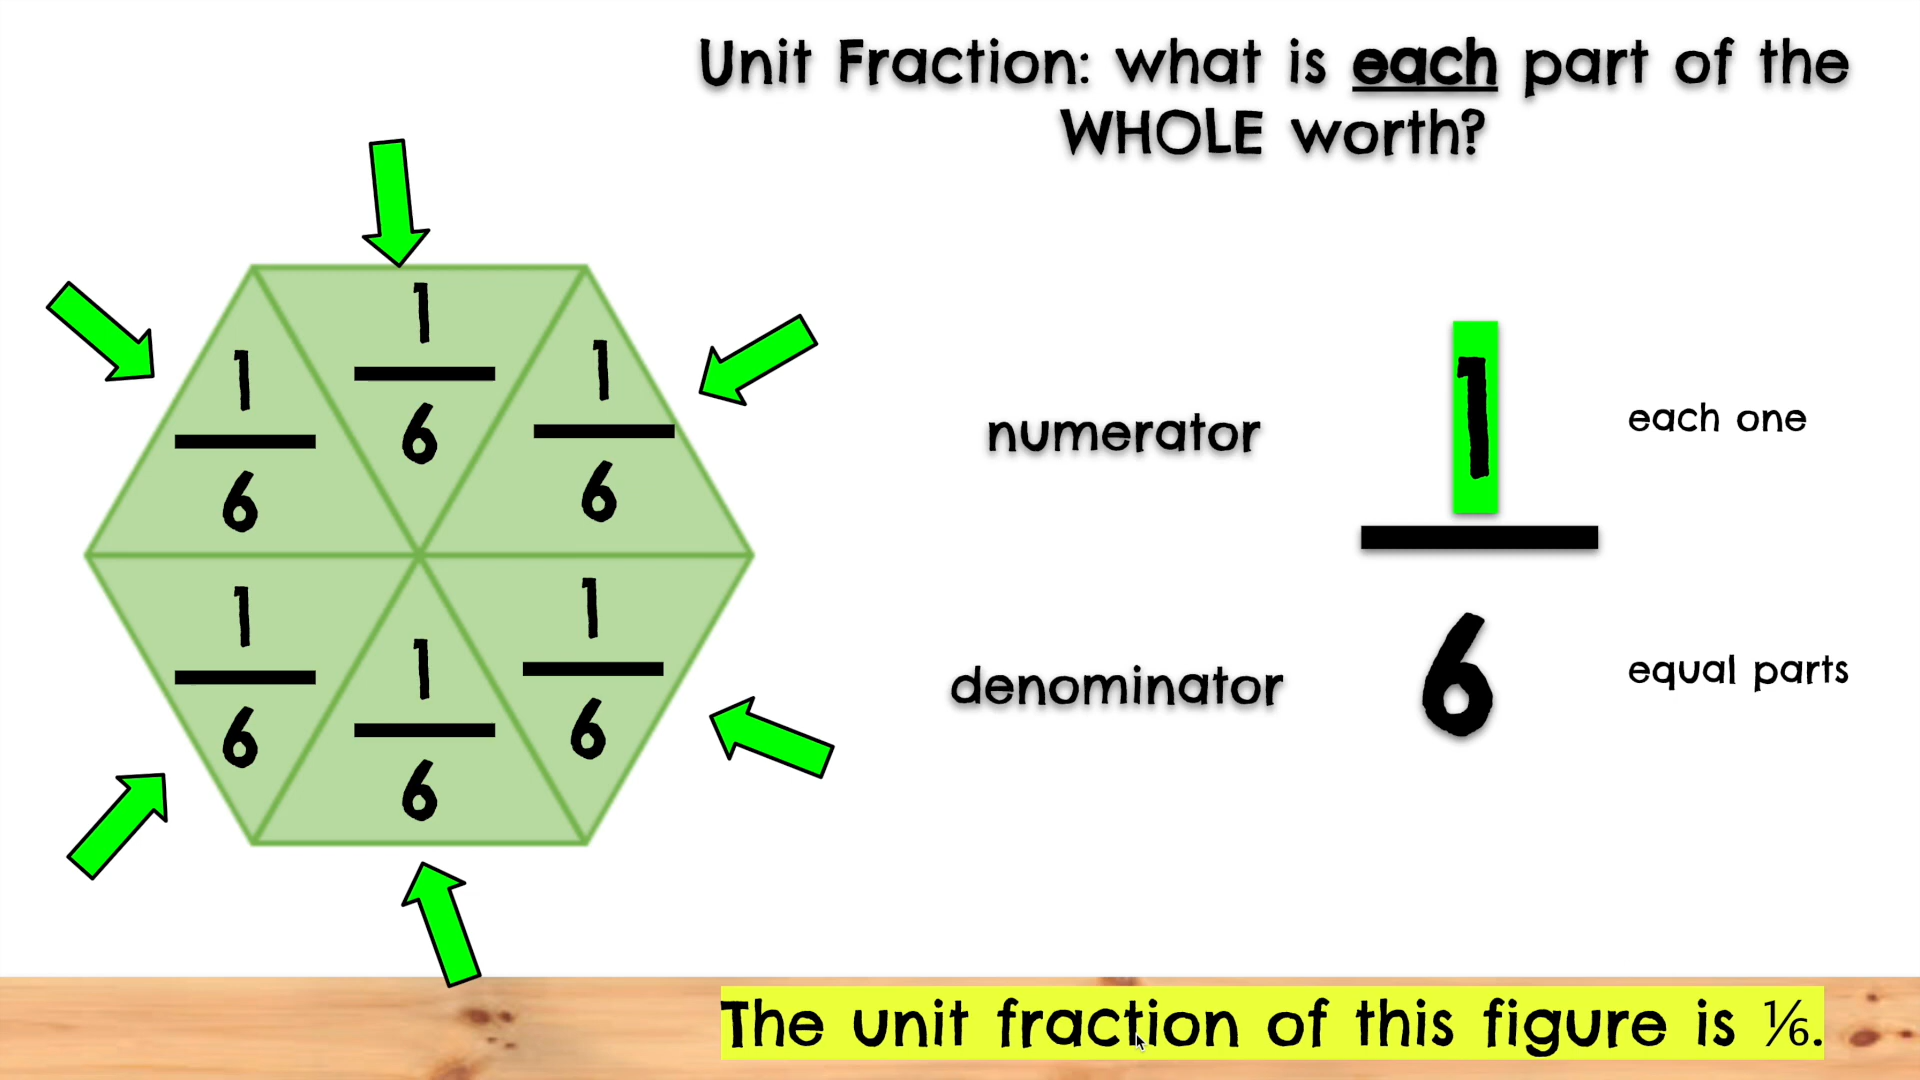 Unit Fraction: what is each part of the
WHOLE worth?
1
6
1
6
1
6
1
6
1
6
1
6
numerator
1
each one
denominator
6
equal parts
The unit fraction of this figure is ⅙.